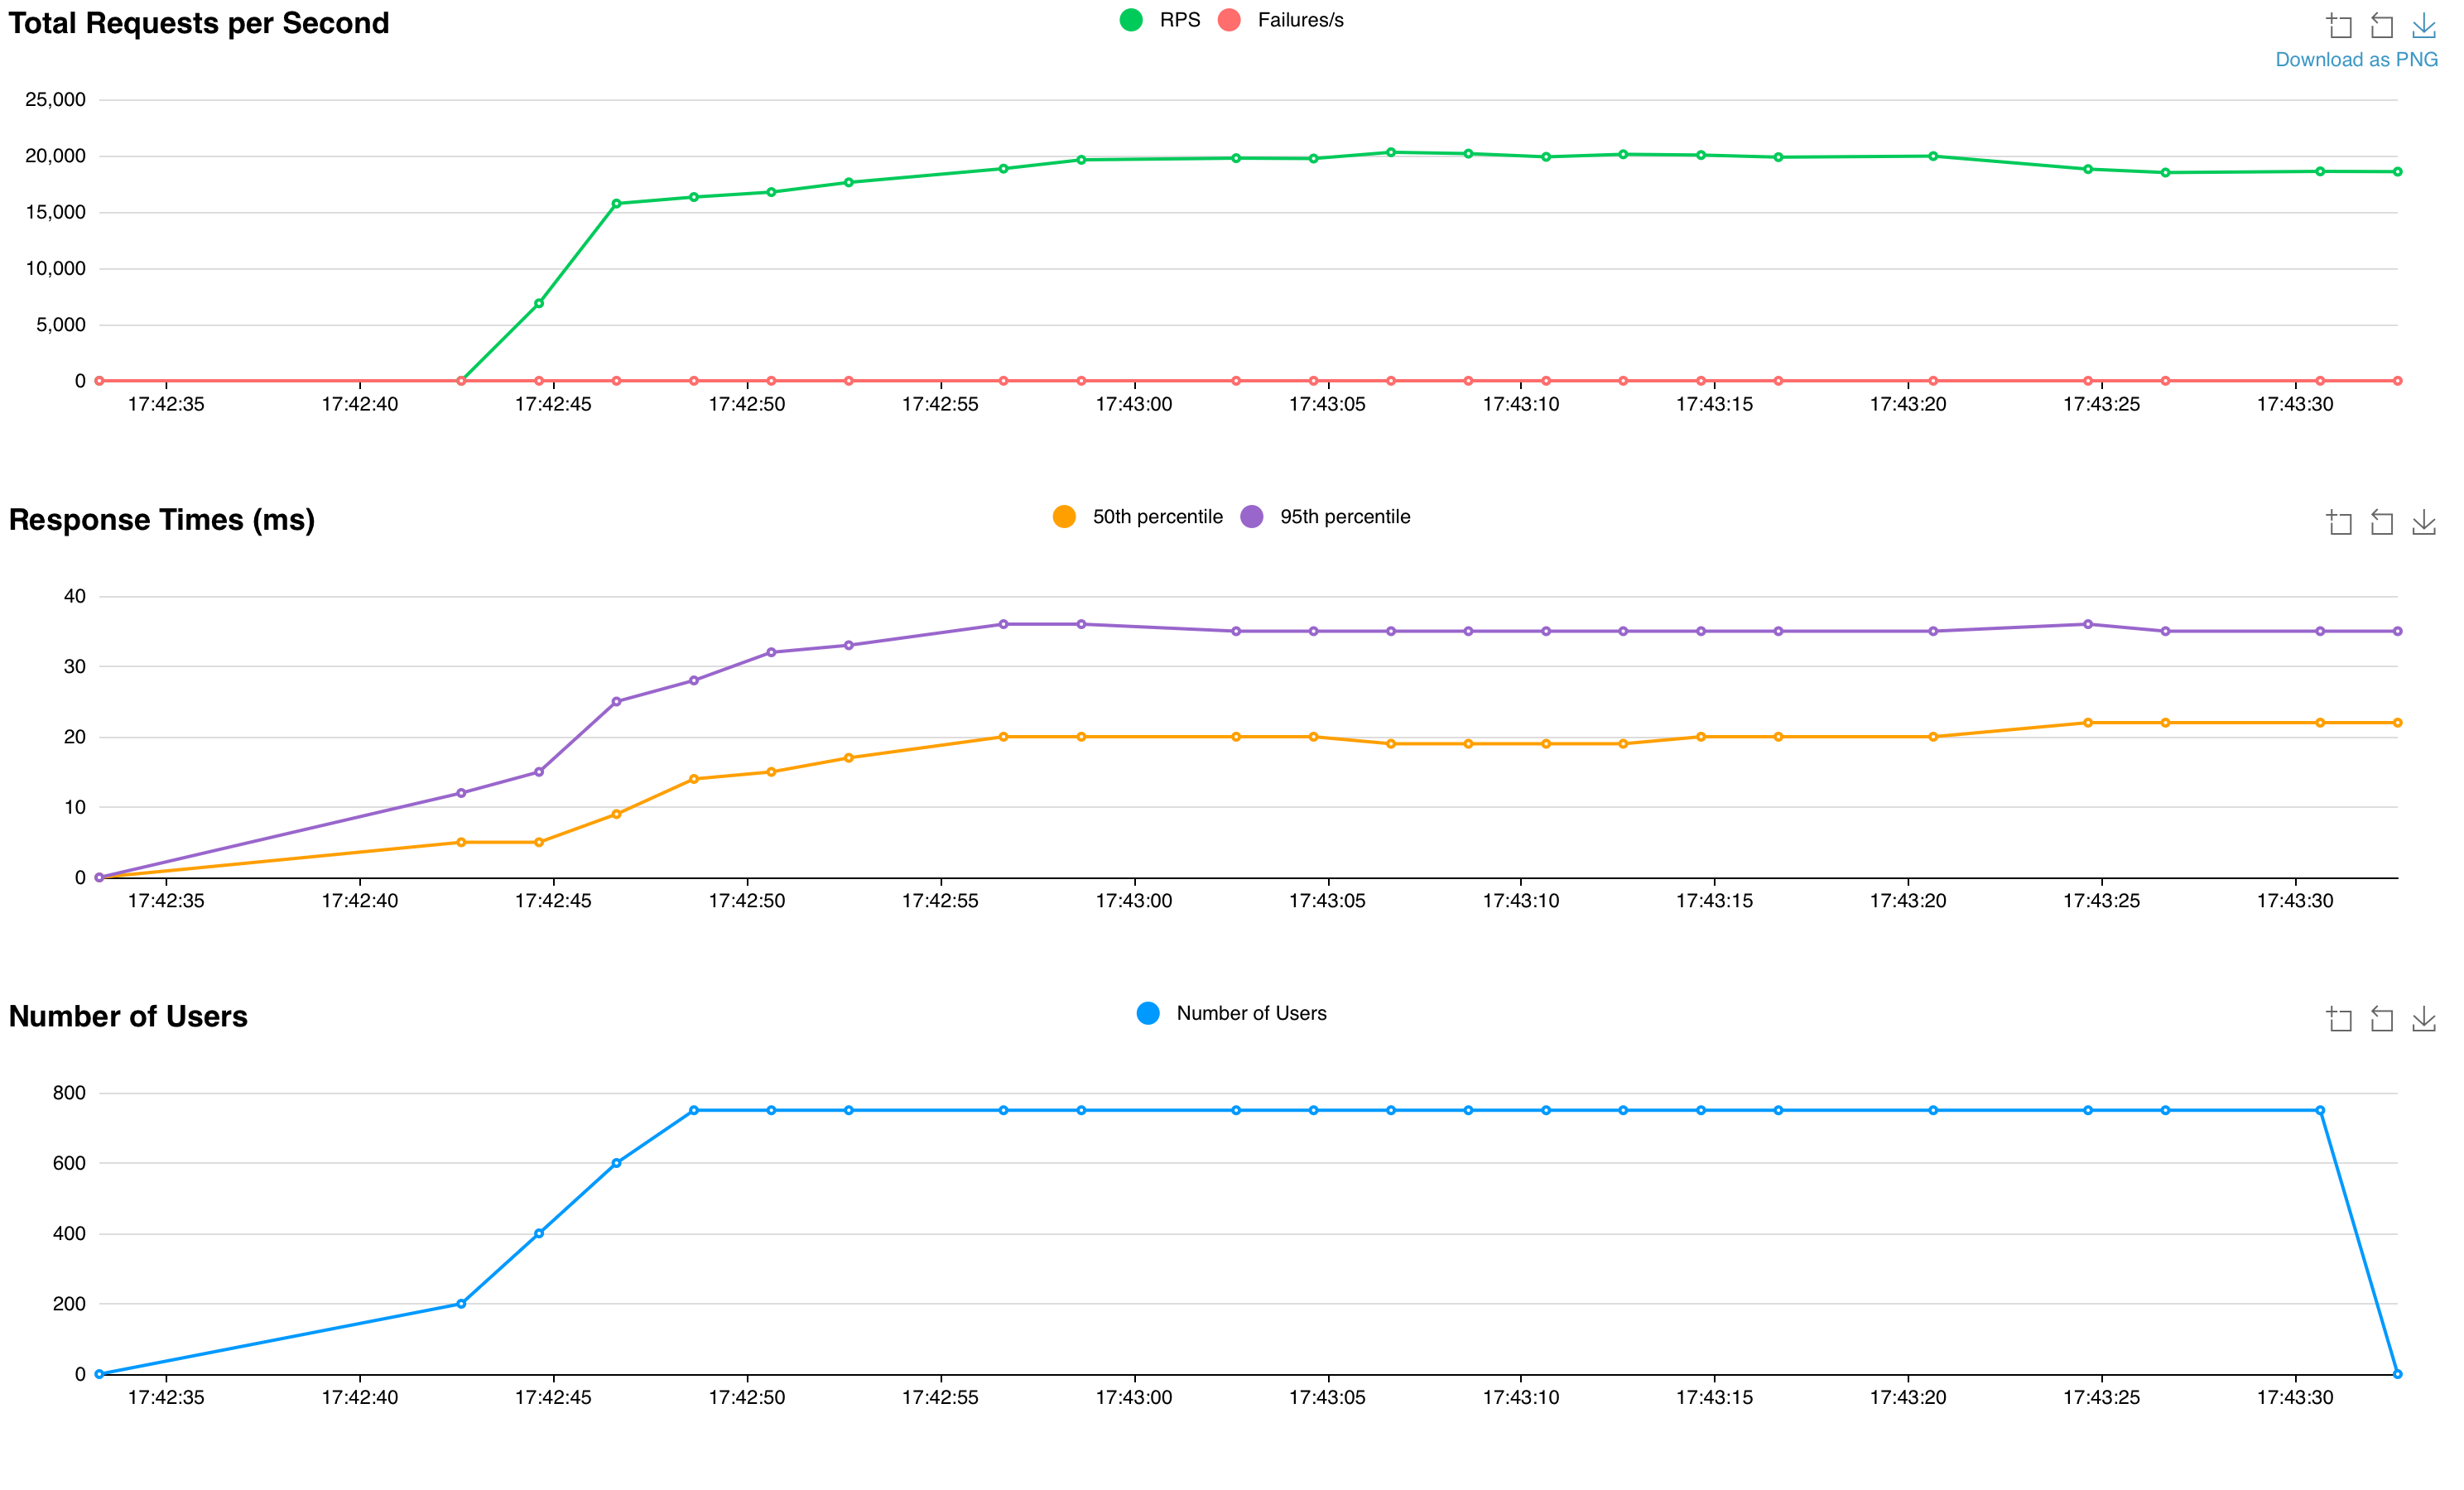 Total Requests per Second
RPS Failures/s
Download as PNG
25,000
20,000
15,000
10,000
5,000
0
17:42:35 17:42:40 17:42:45 17:42:50 17:42:55 17:43:00 17:43:05 17:43:10 17:43:15 17:43:20 17:43:25 17:43:30
Response Times (ms)
50th percentile 95th percentile
40
30
20
10
0
17:42:35 17:42:40 17:42:45 17:42:50 17:42:55 17:43:00 17:43:05 17:43:10 17:43:15 17:43:20 17:43:25 17:43:30
Number of Users
Number of Users
800
600
400
200
0
17:42:35 17:42:40 17:42:45 17:42:50 17:42:55 17:43:00 17:43:05 17:43:10 17:43:15 17:43:20 17:43:25 17:43:30